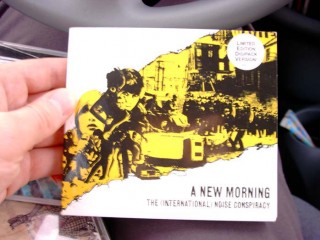 LIMITED
EDITION
DIGIPACK
VERSION
A NEW MORNING
THE (INTERNATIONAL) NOISE CONSPIRACY